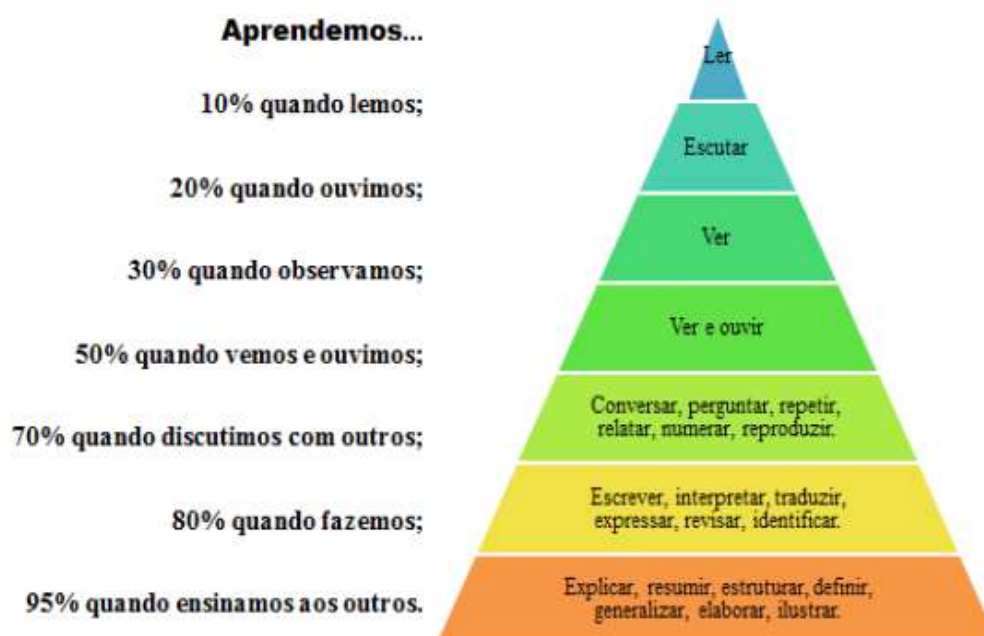 Aprendemos...
10% quando lemos;
20% quando ouvimos;
30% quando observamos;
50% quando vemos e ouvimos;
70% quando discutimos com outros;
80% quando fazemos;
95% quando ensinamos aos outros.
Ler
Escutar
Ver
Ver e ouvir
Conversar, perguntar, repetir,
relatar, numerar, reproduzir.
Escrever, interpretar, traduzir,
expressar, revisar, identificar.
Explicar, resumir, estruturar, definir,
generalizar, elaborar, ilustrar.